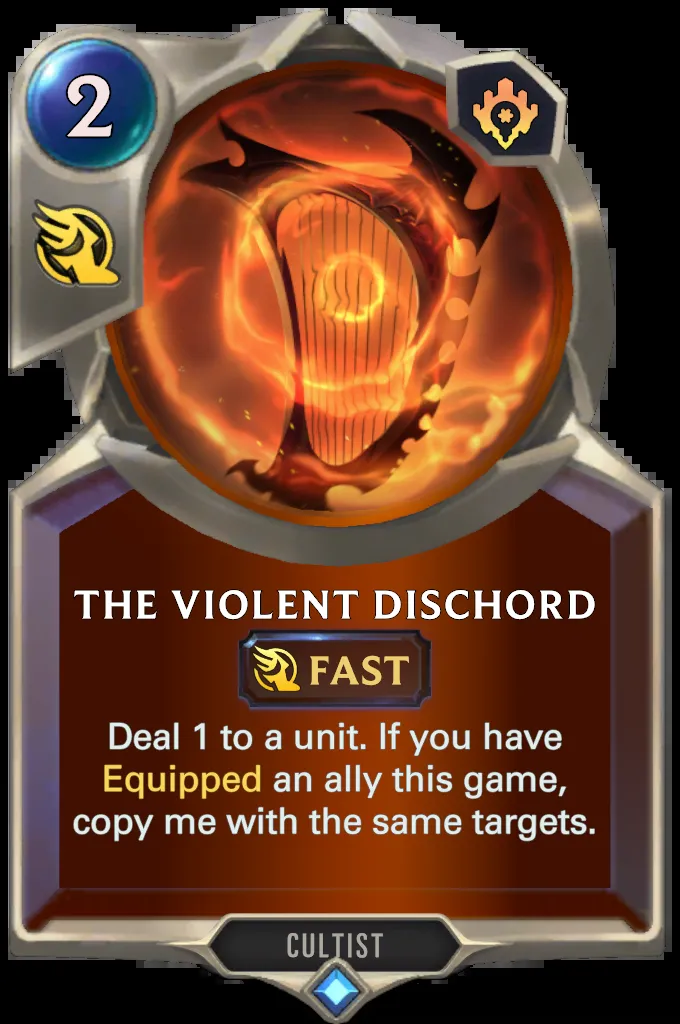 2
THE VIOLENT DISCHORD
FAST
Deal 1 to a unit. If you have
Equipped an ally this game,
copy me with the same targets.
CULTIST